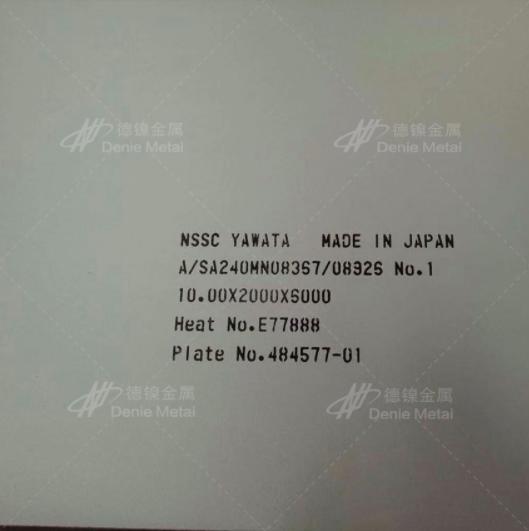 德镍金属
Denie Metal
德镍金属
Denie Metal
NSSC YAWATA MADE IN JAPAN
A/SA240MN08367/08926 No.1
10.00X2000X6000
Heat No.E77888
Plate No.484577-01
德镍金属
Denie Metal
德镍金属
Denie Metal